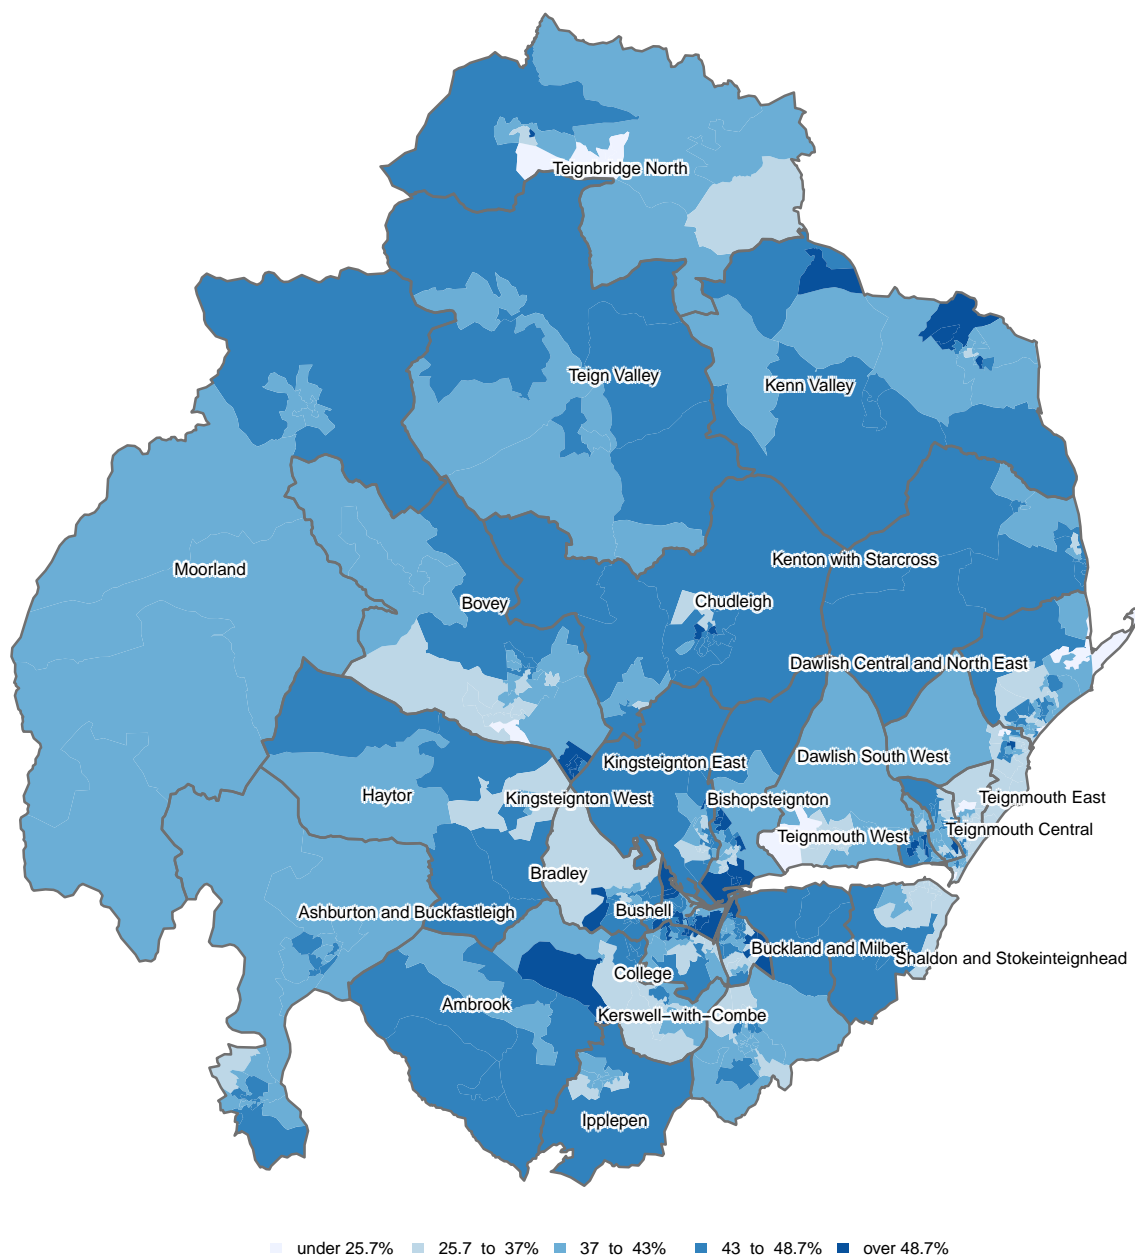 Teignbridge North
Teign Valley
Kenn Valley
Moorland
Kenton with Starcross
Bovey
Chudleigh
Dawlish Central and North East
Dawlish South West
Kingsteignton East
Haytor
Kingsteignton West
Bishopsteignton
Teignmouth East
Teignmouth West
Teignmouth Central
Bradley
Ashburton and Buckfastleigh
Bushell
Buckland and Milber
Shaldon and Stokeinteignhead
College
Ambrook
Kerswell−with−Combe
Ipplepen
under 25.7% 25.7 to 37% 37 to 43% 43 to 48.7% over 48.7%